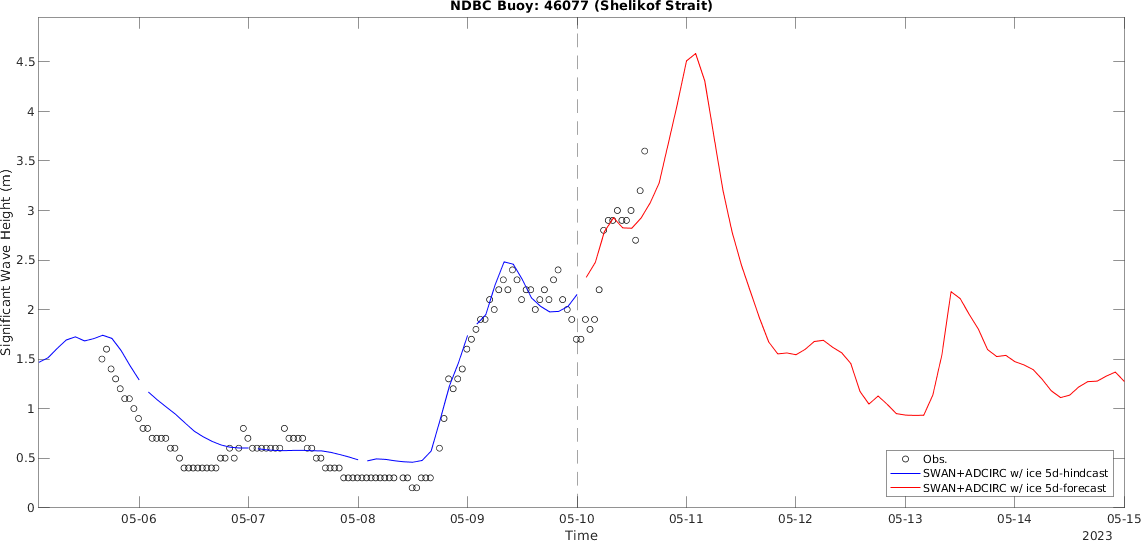 NDBC Buoy: 46077 (Shelikof Strait)
Significant Wave Height (m)
4.5
4
3.5
3
2.5
2
1.5
1
0.5
0
05-06 05-07 05-08 05-09 05-10 05-11 05-12 05-13 05-14 05-15
Time
2023
Obs.
SWAN+ADCIRC w/ ice 5d-hindcast
SWAN+ADCIRC w/ ice 5d-forecast